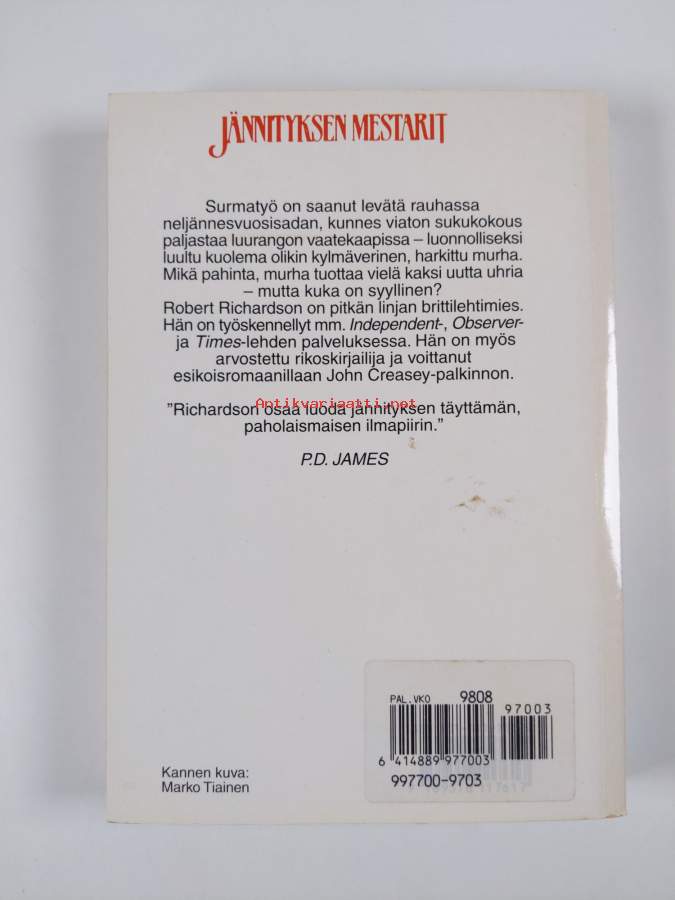 JÄNNITYKSEN MESTARIT
Surmatyö on saanut levätä rauhassa
neljännesvuosisadan, kunnes viaton sukukokous
paljastaa luurangon vaatekaapissa – luonnolliseksi
luultu kuolema olikin kylmäverinen, harkittu murha.
Mikä pahinta, murha tuottaa vielä kaksi uutta uhria
– mutta kuka on syyllinen?
Robert Richardson on pitkän linjan brittilehtimies.
Hän on työskennellyt mm. Independent-, Observer-
ja Times-lehden palveluksessa. Hän on myös
arvostettu rikoskirjailija ja voittanut
esikoisromaanillaan John Creasey-palkinnon.
Antikvariaatti.net
”Richardson osaa luoda jännityksen täyttämän,
paholaismaisen ilmapiirin.”
P.D. JAMES
PAL.VKO 9808
97003
6 414889 977003
997700-9703
Kannen kuva:
Marko Tiainen